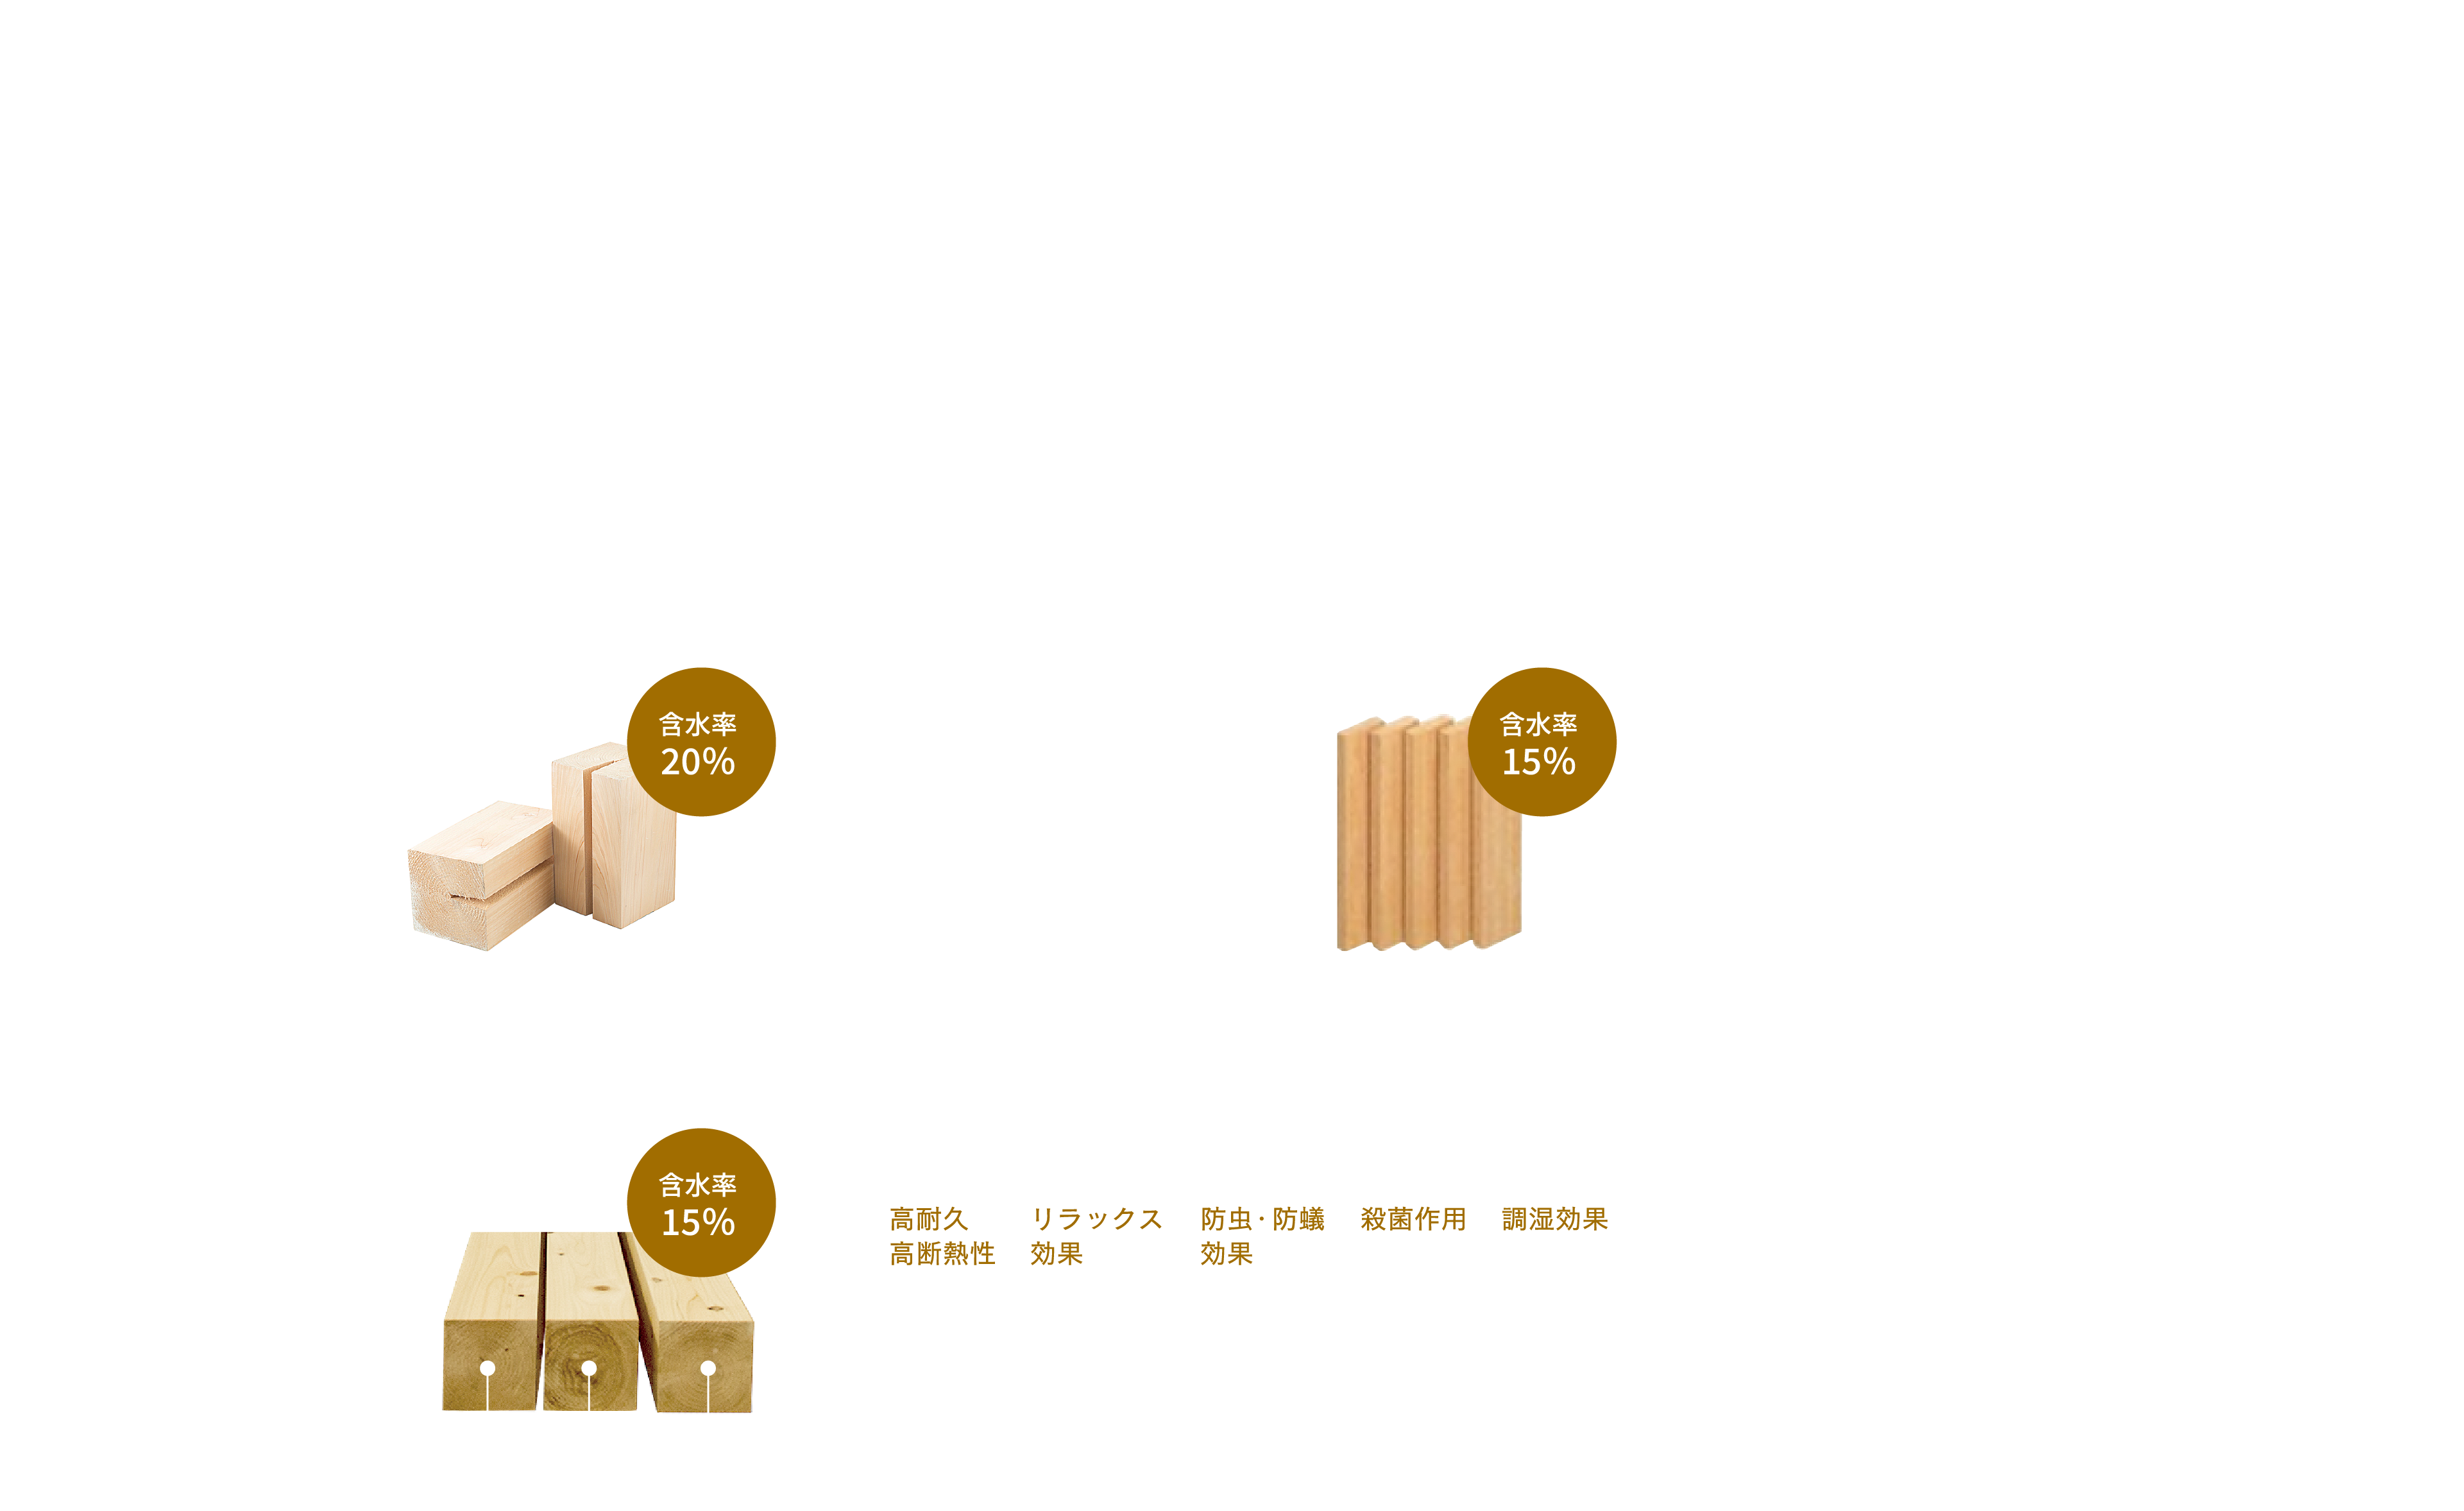 含水率
20%
含水率
15%
含水率
15%
高耐久
高断熱性
リラックス
効果
防虫·防蟻
効果
殺菌作用
調湿効果